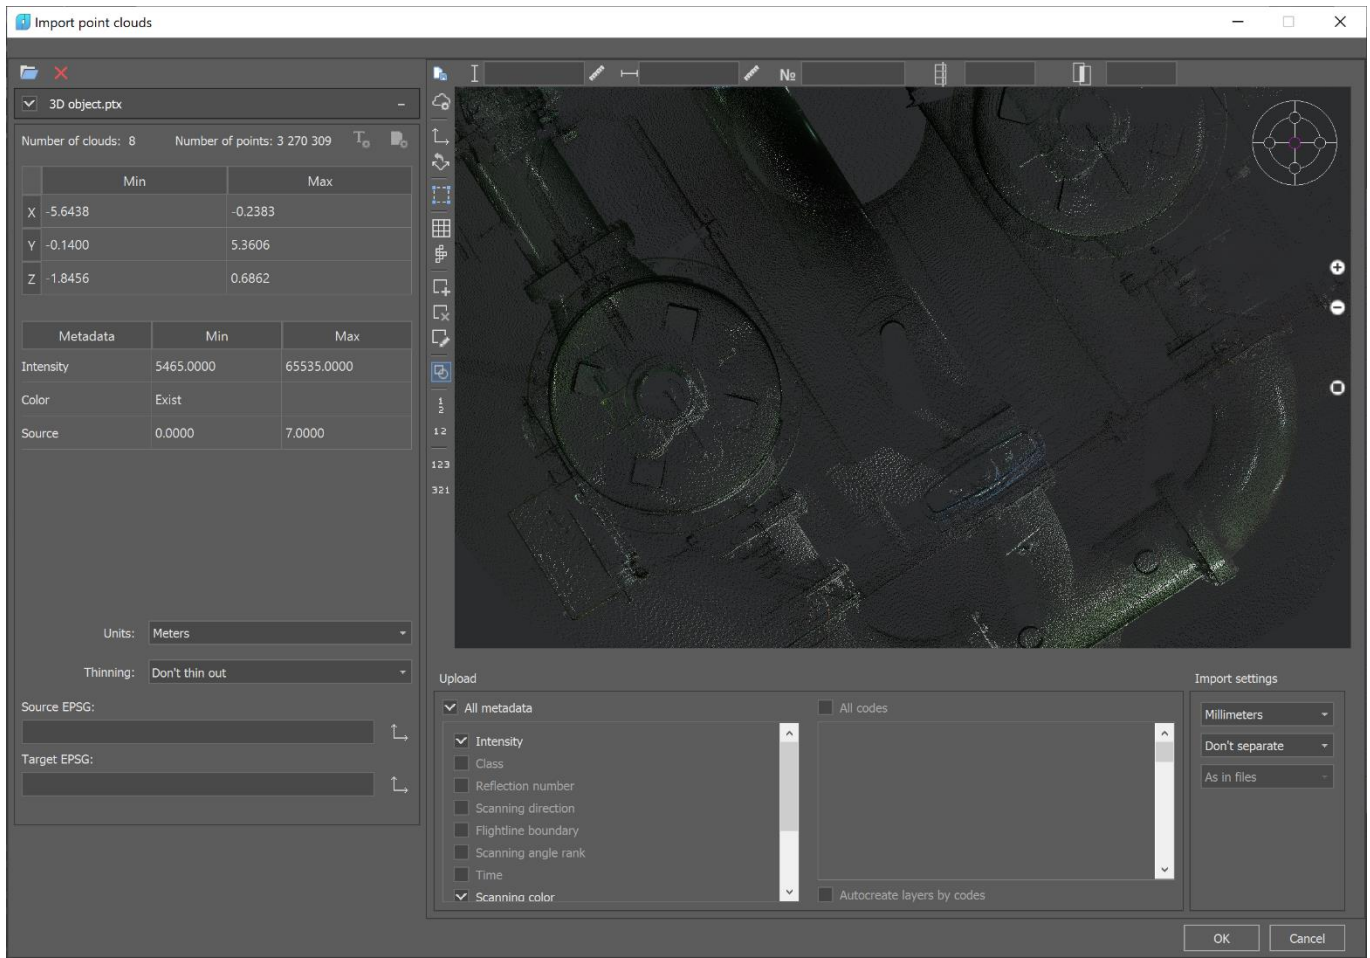 Import point clouds
№
3D object.ptx
Number of clouds: 8 Number of points: 3 270 309
Min Max
X -5.6438 -0.2383
Y -0.1400 5.3606
Z -1.8456 0.6862
Metadata Min Max
Intensity 5465.0000 65535.0000
Color Exist
Source 0.0000 7.0000
Units: Meters
Thinning: Don't thin out
Source EPSG:
Target EPSG:
1
2
12
123
321
Upload
All metadata
Intensity
Class
Reflection number
Scanning direction
Flightline boundary
Scanning angle rank
Time
Scanning color
All codes
Autocreate layers by codes
Import settings
Millimeters
Don't separate
As in files
OK Cancel